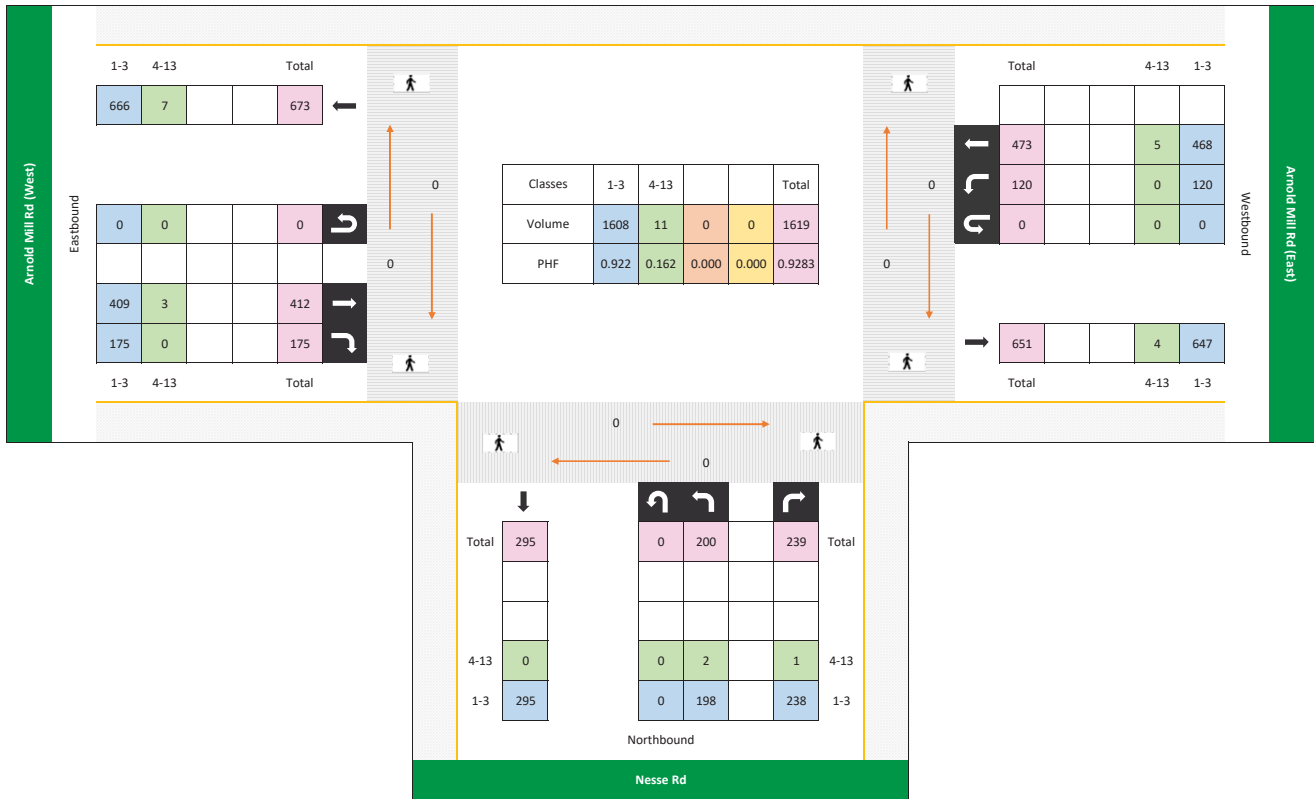 1-3 4-13 Total
666 7 673
0 0 0
409 3 412
175 0 175
1-3 4-13 Total
Arnold Mill Rd (West)
Eastbound
0
0
Classes 1-3 4-13 Total
Volume 1608 11 0 0 1619
PHF 0.922 0.162 0.000 0.000 0.9283
0
0
Total 4-13 1-3
473 5 468
120 0 120
0 0 0
651 4 647
Total 4-13 1-3
Westbound
Arnold Mill Rd (East)
0
0
Total 295 0 200 239 Total
4-13 0 0 2 1 4-13
1-3 295 0 198 238 1-3
Northbound
Nesse Rd